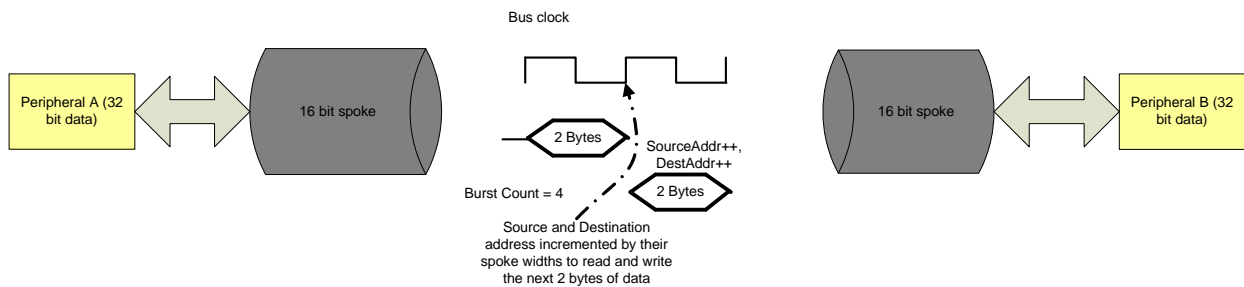 Bus clock
Peripheral A (32
bit data)
16 bit spoke
2 Bytes
SourceAddr++,
DestAddr++
2 Bytes
Burst Count = 4
Source and Destination
address incremented by their
spoke widths to read and write
the next 2 bytes of data
16 bit spoke
Peripheral B (32
bit data)